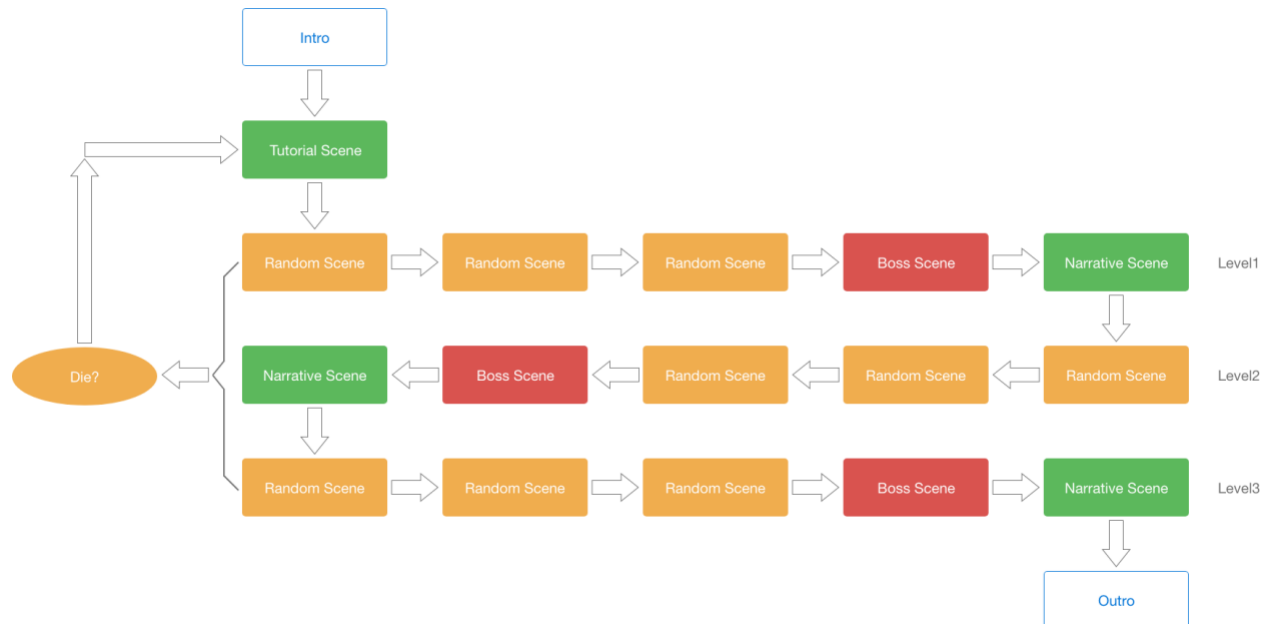 Intro
Tutorial Scene
Random Scene
Random Scene
Random Scene
Boss Scene
Narrative Scene
Level1
Die?
Narrative Scene
Boss Scene
Random Scene
Random Scene
Random Scene
Level2
Random Scene
Random Scene
Random Scene
Boss Scene
Narrative Scene
Level3
Outro